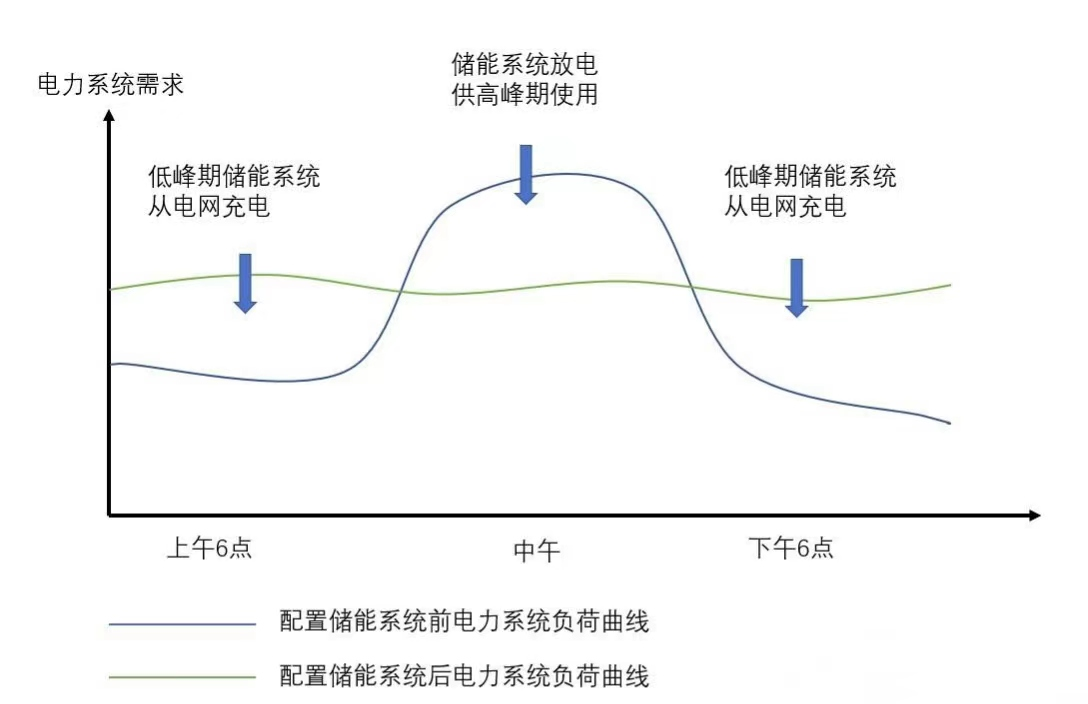 储能系统放电
供高峰期使用
电力系统需求
低峰期储能系统
从电网充电
低峰期储能系统
从电网充电
上午6点
中午
下午6点
配置储能系统前电力系统负荷曲线
配置储能系统后电力系统负荷曲线